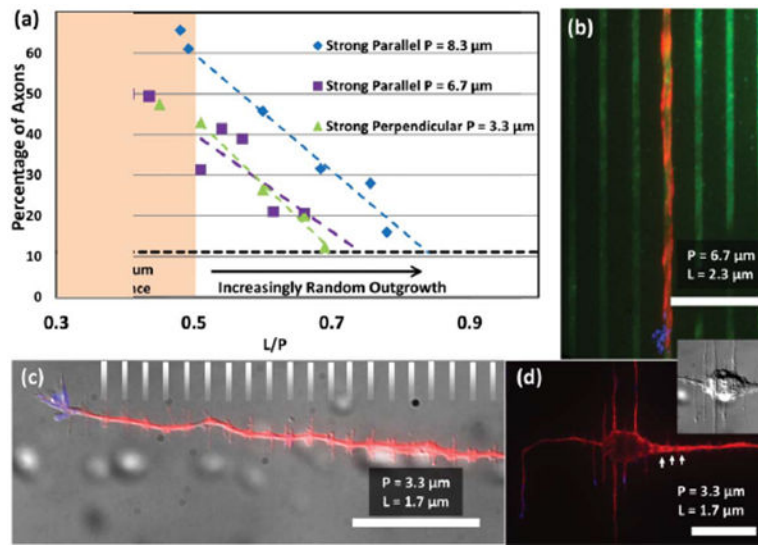 (a)
Percentage of Axons
60
50
40
30
20
10
0
Strong Parallel P = 8.3 µm
Strong Parallel P = 6.7 µm
Strong Perpendicular P = 3.3 µm
Increasingly Random Outgrowth
0.3
0.5
0.7
0.9
L/P
(b)
P = 6.7 µm
L = 2.3 µm
(c)
P = 3.3 µm
L = 1.7 µm
(d)
P = 3.3 µm
L = 1.7 µm